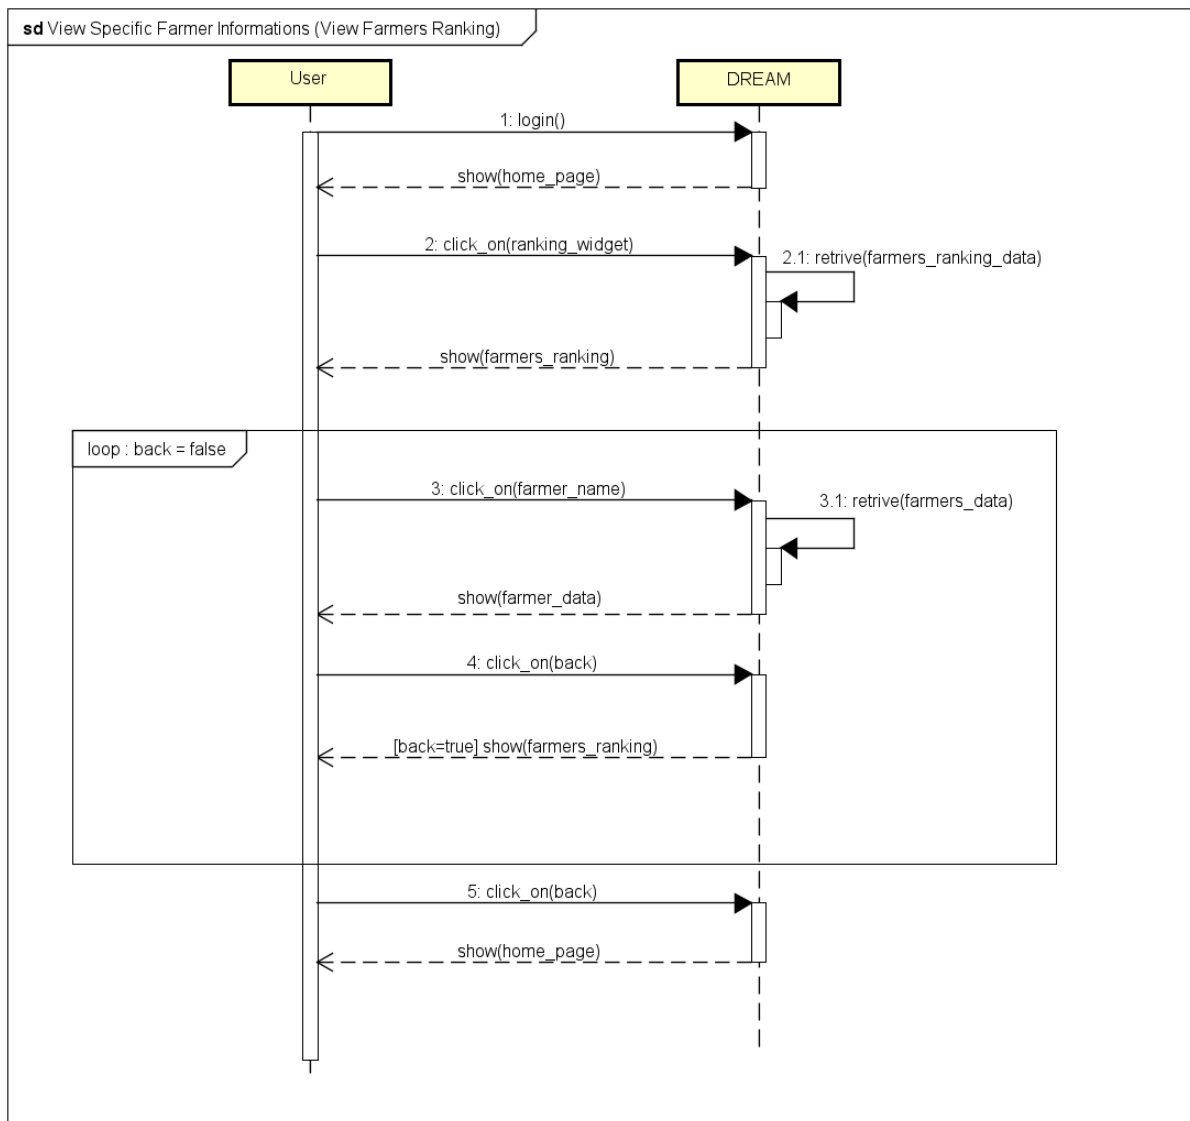 sd View Specific Farmer Informations (View Farmers Ranking)
User
DREAM
1: login()
show(home_page)
2: click_on(ranking_widget)
2.1: retrive(farmers_ranking_data)
show(farmers_ranking)
loop : back = false
3: click_on(farmer_name)
3.1: retrive(farmers_data)
show(farmer_data)
4: click_on(back)
[back=true] show(farmers_ranking)
5: click_on(back)
show(home_page)